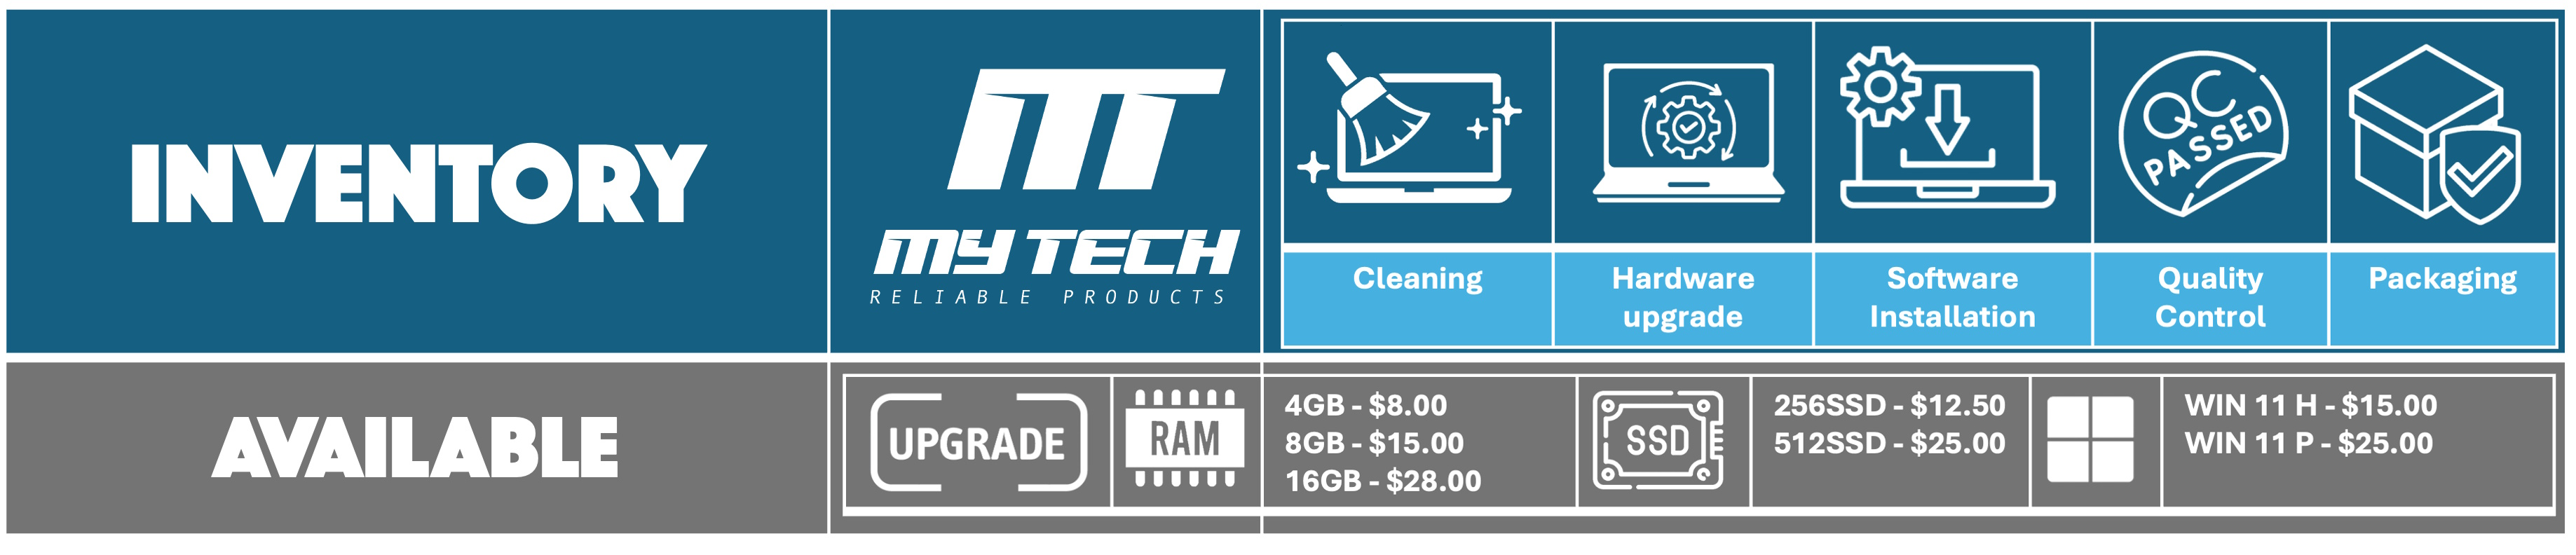 INVENTORY
MY TECH
RELIABLE PRODUCTS
QC
PASSED
Cleaning
Hardware
upgrade
Software
Installation
Quality
Control
Packaging
AVAILABLE
UPGRADE
RAM
4GB - $8.00
8GB - $15.00
16GB - $28.00
SSD
256SSD - $12.50
512SSD - $25.00
WIN 11 H - $15.00
WIN 11 P - $25.00